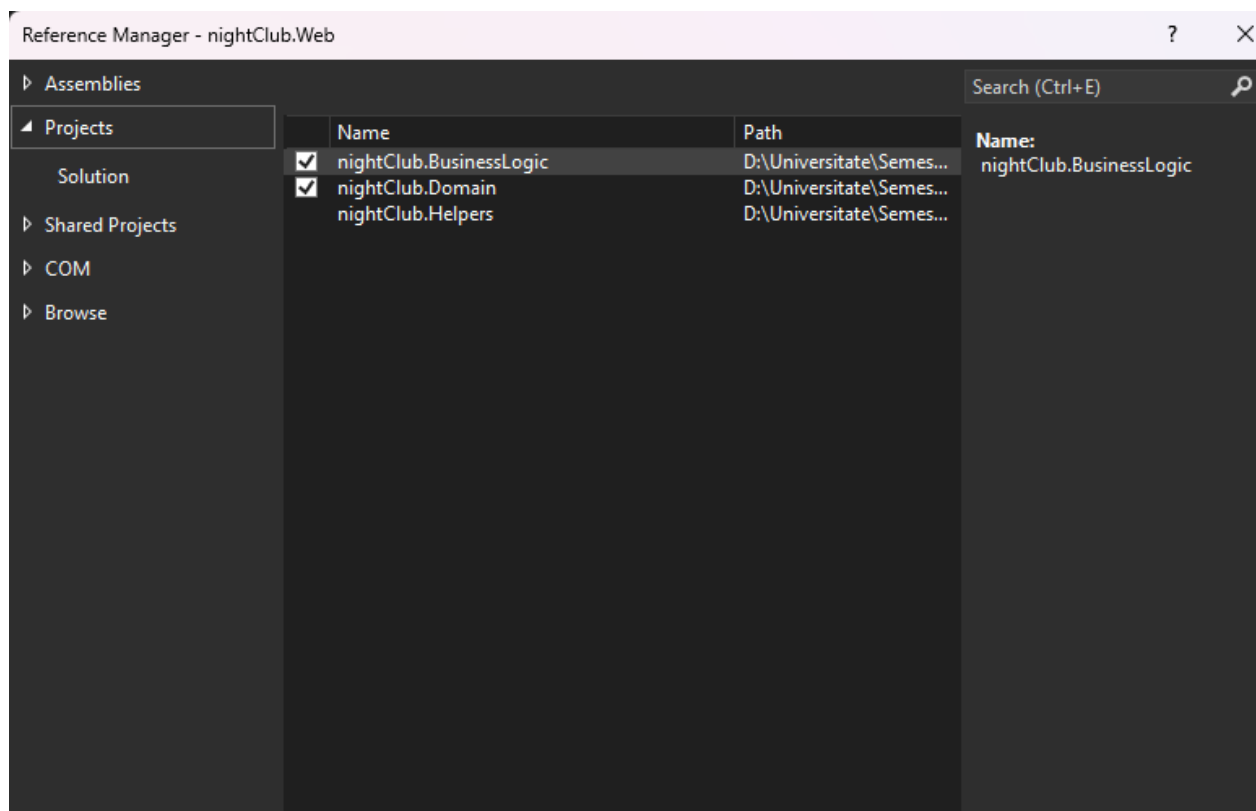 Reference Manager - nightClub.Web
?
Assemblies
Search (Ctrl+E)
Projects
Solution
Shared Projects
COM
Browse
Name Path
nightClub.BusinessLogic D:\Universitate\Semes...
nightClub.Domain D:\Universitate\Semes...
nightClub.Helpers D:\Universitate\Semes...
Name:
nightClub.BusinessLogic